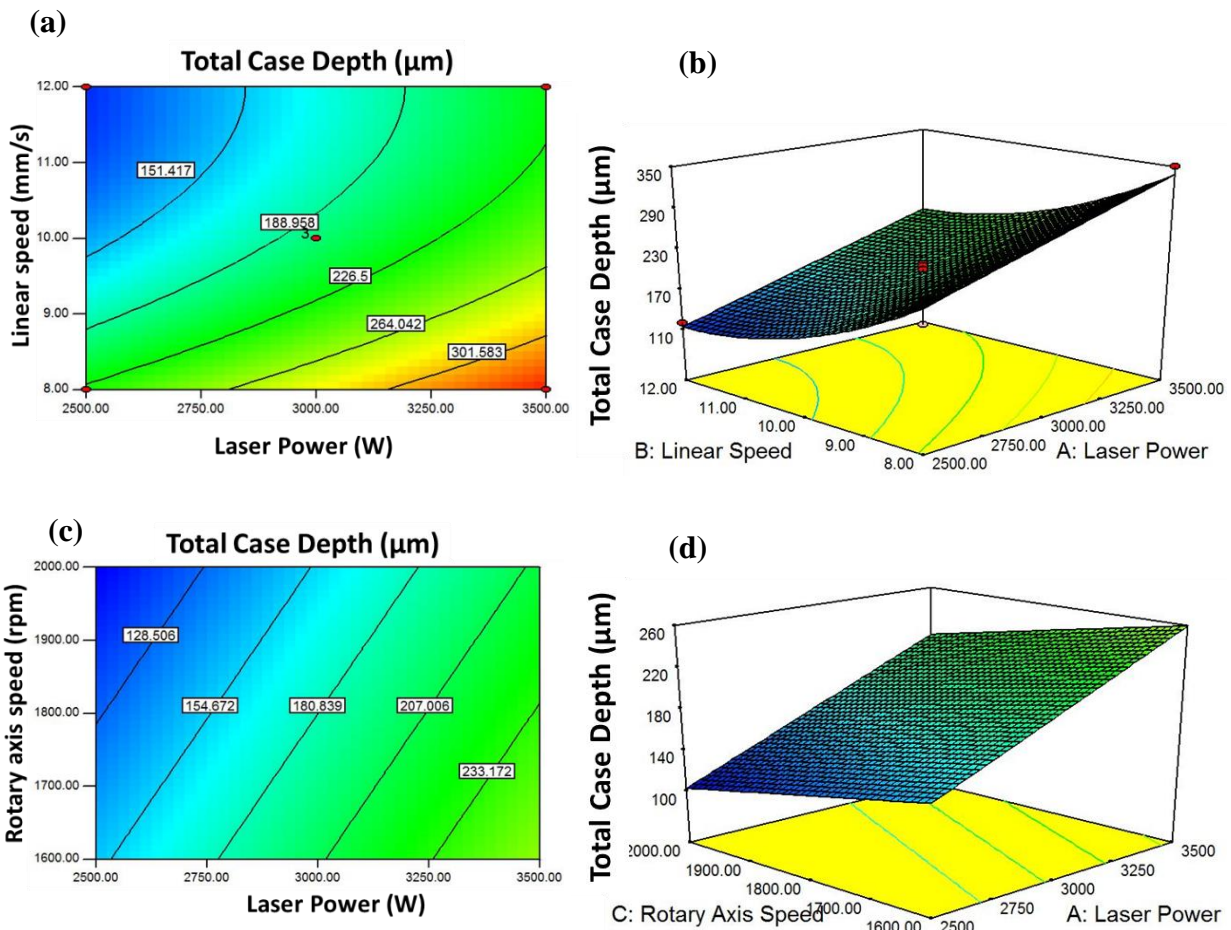 (a)
Total Case Depth (μm)
Linear speed (mm/s)
12.00
11.00
10.00
9.00
8.00
151.417
188.958
3
226.5
264.042
301.583
2500.00 2750.00 3000.00 3250.00 3500.00
Laser Power (W)
(b)
Total Case Depth (μm)
350
290
230
170
110
12.00
11.00
10.00
9.00
8.00
2500.00
2750.00
3000.00
3250.00
3500.00
B: Linear Speed
A: Laser Power
(c)
Total Case Depth (μm)
Rotary axis speed (rpm)
2000.00
1900.00
1800.00
1700.00
1600.00
128.506
154.672
180.839
207.006
233.172
2500.00 2750.00 3000.00 3250.00 3500.00
Laser Power (W)
(d)
Total Case Depth (μm)
260
220
180
140
100
2000.00
1900.00
1800.00
1700.00
1600.00
2500
2750
3000
3250
3500
C: Rotary Axis Speed
A: Laser Power